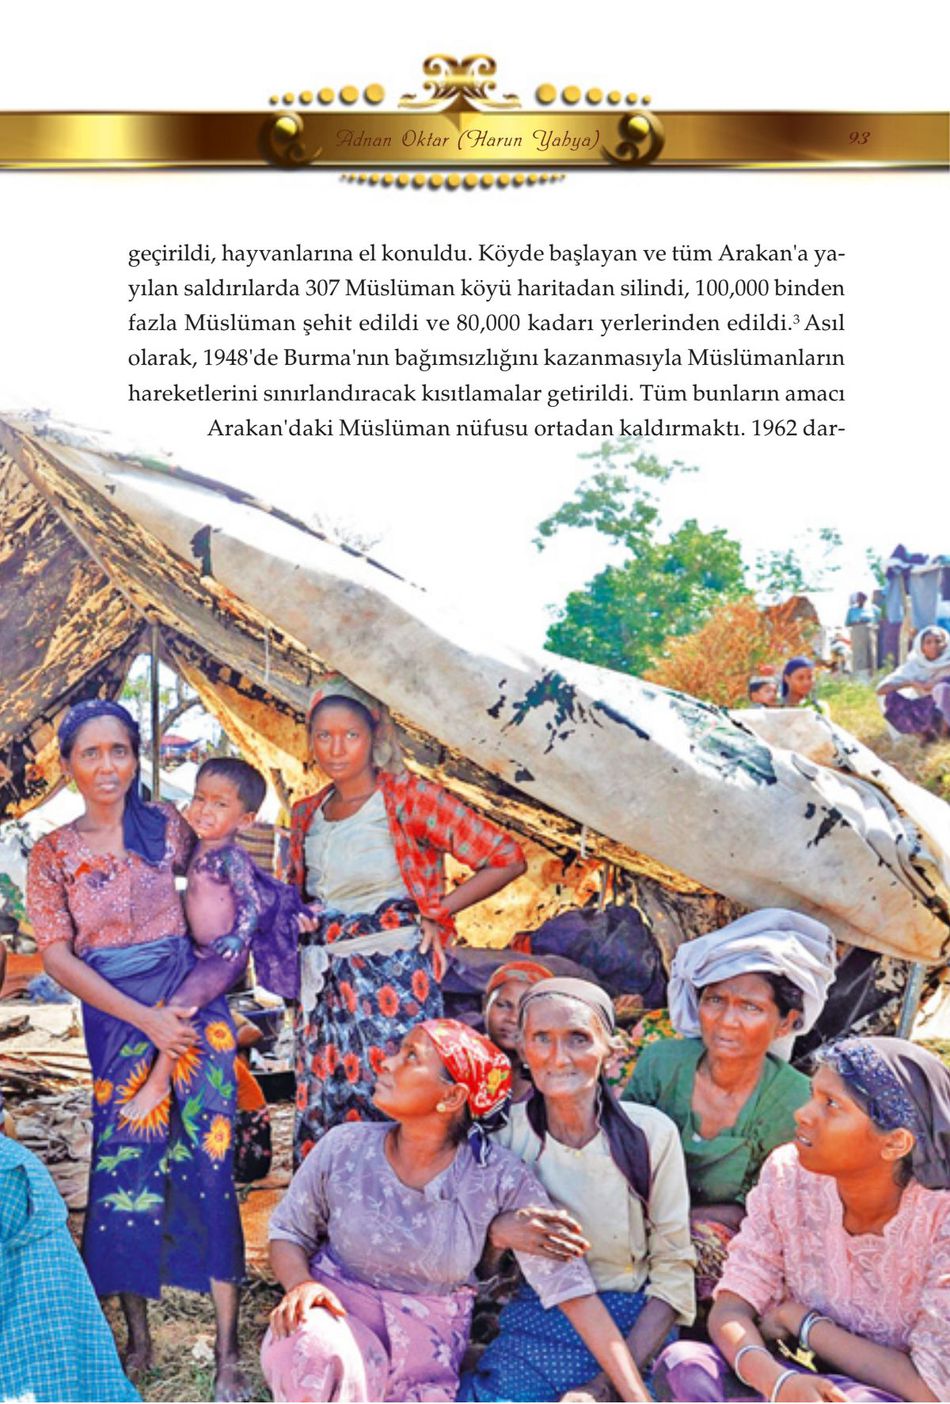 Adnan Oktar (Harun Yahya)
93
geçirildi, hayvanlarına el konuldu. Köyde başlayan ve tüm Arakan'a ya-
yılan saldırılarda 307 Müslüman köyü haritadan silindi, 100,000 binden
fazla Müslüman şehit edildi ve 80,000 kadarı yerlerinden edildi.³ Asıl
olarak, 1948'de Burma'nın bağımsızlığını kazanmasıyla Müslümanların
hareketlerini sınırlandıracak kısıtlamalar getirildi. Tüm bunların amacı
Arakan'daki Müslüman nüfusu ortadan kaldırmaktı. 1962 dar-